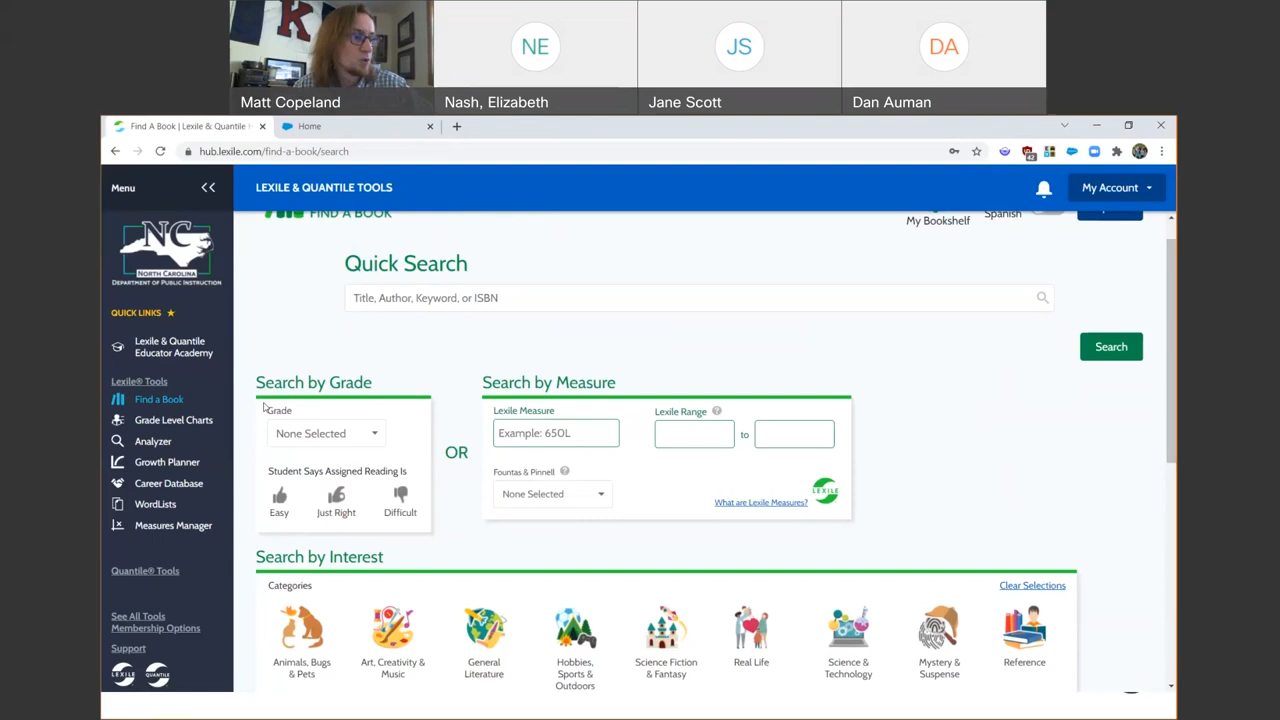 K
NE
JS
DA
Matt Copeland
Nash, Elizabeth
Jane Scott
Dan Auman
Find A Book | Lexile & Quantile
Home
hub.lexile.com/find-a-book/search
42
Menu
LEXILE & QUANTILE TOOLS
My Account
FIND A BOOK
My Bookshelf
Spanish
NC
NORTH CAROLINA
DEPARTMENT OF PUBLIC INSTRUCTION
Quick Search
Title, Author, Keyword, or ISBN
Search
QUICK LINKS
Lexile & Quantile
Educator Academy
Lexile® Tools
Find a Book
Grade Level Charts
Analyzer
Growth Planner
Career Database
WordLists
Measures Manager
Quantile® Tools
See All Tools
Membership Options
Support
LEXILE
QUANTILE
Search by Grade
Grade
None Selected
Student Says Assigned Reading Is
Easy
Just Right
Difficult
OR
Search by Measure
Lexile Measure
Example: 650L
Lexile Range
?
to
Fountas & Pinnell
?
None Selected
What are Lexile Measures?
LEXILE
Search by Interest
Categories
Clear Selections
Animals, Bugs
& Pets
Art, Creativity &
Music
General
Literature
Hobbies,
Sports &
Outdoors
Science Fiction
& Fantasy
Real Life
Science &
Technology
Mystery &
Suspense
Reference